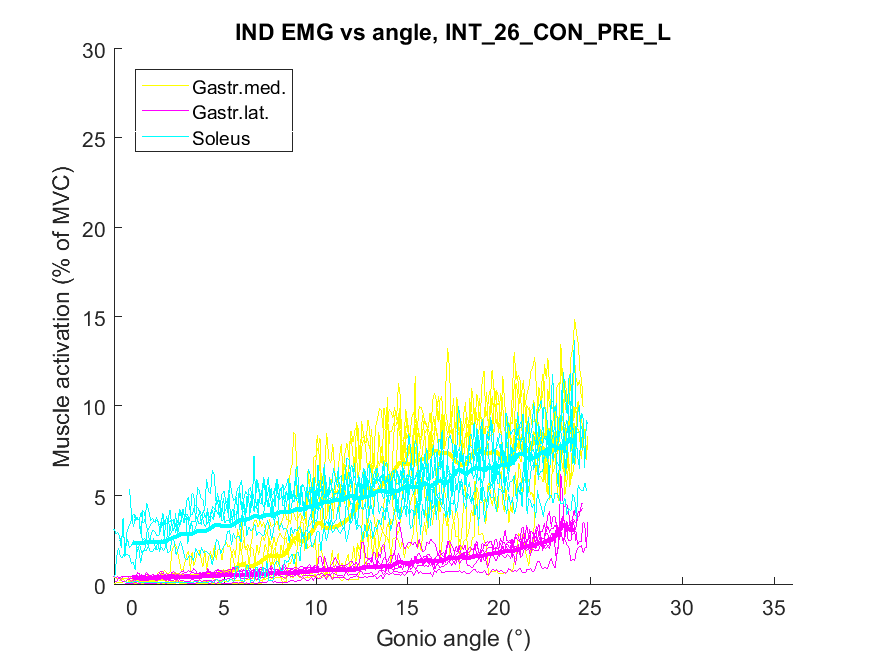 IND EMG vs angle, INT_26_CON_PRE_L
Muscle activation (% of MVC)
30
25
20
15
10
5
0
Gastr.med.
Gastr.lat.
Soleus
0 5 10 15 20 25 30 35
Gonio angle (°)